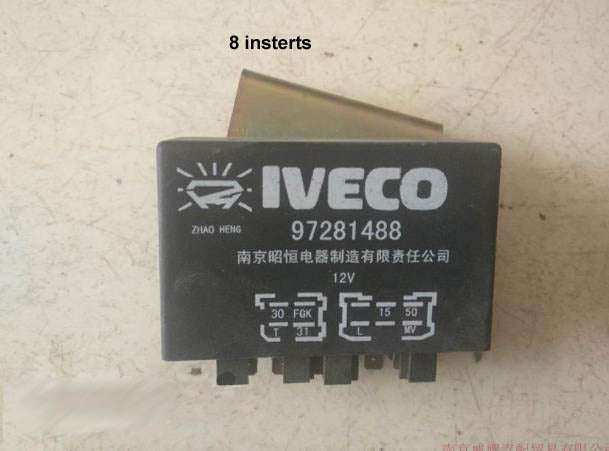 8 insterts
IVECO
ZHAO HENG
97281488
南京昭恒电器制造有限责任公司
12V
30 FGK 15 50
T 31 L MV